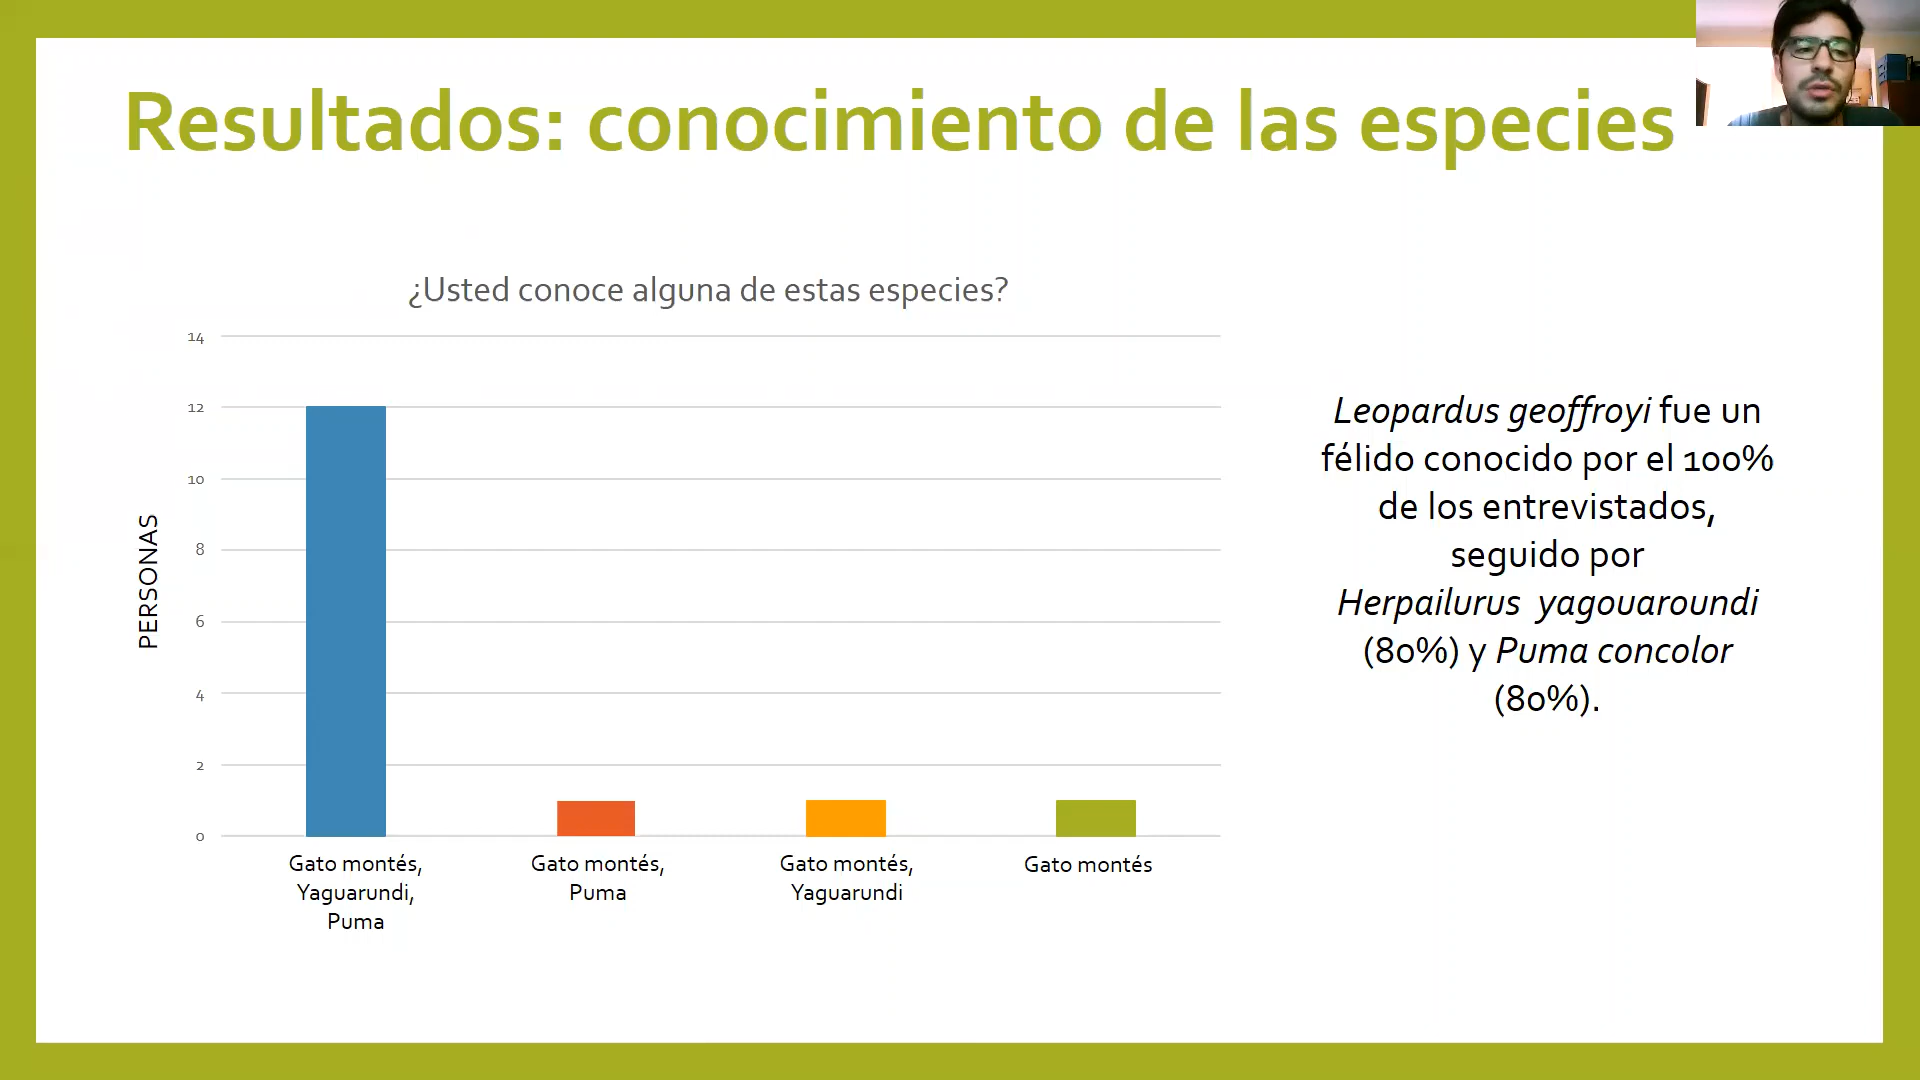 Resultados: conocimiento de las especies
¿Usted conoce alguna de estas especies?
14
12
10
8
6
4
2
0
PERSONAS
Gato montés,
Yaguarundi,
Puma
Gato montés,
Puma
Gato montés,
Yaguarundi
Gato montés
Leopardus geoffroyi fue un
félido conocido por el 100%
de los entrevistados,
seguido por
Herpailurus yagouaroundi
(80%) y Puma concolor
(80%).